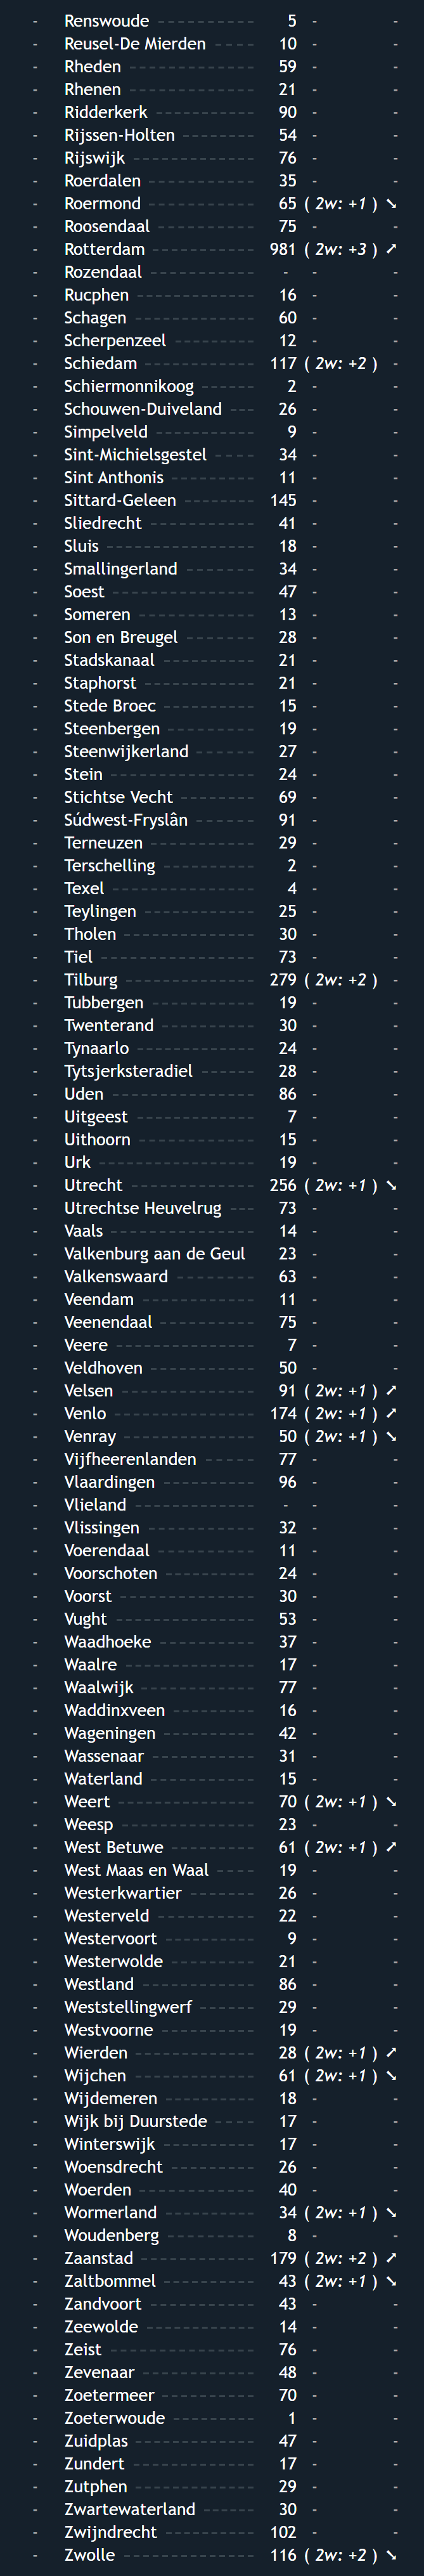 - Renswoude 5 - -
- Reusel-De Mierden 10 - -
- Rheden 59 - -
- Rhenen 21 - -
- Ridderkerk 90 - -
- Rijssen-Holten 54 - -
- Rijswijk 76 - -
- Roerdalen 35 - -
- Roermond 65 ( 2w: +1 ) ↘
- Roosendaal 75 - -
- Rotterdam 981 ( 2w: +3 ) ↗
- Rozendaal - - -
- Rucphen 16 - -
- Schagen 60 - -
- Scherpenzeel 12 - -
- Schiedam 117 ( 2w: +2 ) -
- Schiermonnikoog 2 - -
- Schouwen-Duiveland 26 - -
- Simpelveld 9 - -
- Sint-Michielsgestel 34 - -
- Sint Anthonis 11 - -
- Sittard-Geleen 145 - -
- Sliedrecht 41 - -
- Sluis 18 - -
- Smallingerland 34 - -
- Soest 47 - -
- Someren 13 - -
- Son en Breugel 28 - -
- Stadskanaal 21 - -
- Staphorst 21 - -
- Stede Broec 15 - -
- Steenbergen 19 - -
- Steenwijkerland 27 - -
- Stein 24 - -
- Stichtse Vecht 69 - -
- Súdwest-Fryslân 91 - -
- Terneuzen 29 - -
- Terschelling 2 - -
- Texel 4 - -
- Teylingen 25 - -
- Tholen 30 - -
- Tiel 73 - -
- Tilburg 279 ( 2w: +2 ) -
- Tubbergen 19 - -
- Twenterand 30 - -
- Tynaarlo 24 - -
- Tytsjerksteradiel 28 - -
- Uden 86 - -
- Uitgeest 7 - -
- Uithoorn 15 - -
- Urk 19 - -
- Utrecht 256 ( 2w: +1 ) ↘
- Utrechtse Heuvelrug 73 - -
- Vaals 14 - -
- Valkenburg aan de Geul 23 - -
- Valkenswaard 63 - -
- Veendam 11 - -
- Veenendaal 75 - -
- Veere 7 - -
- Veldhoven 50 - -
- Velsen 91 ( 2w: +1 ) ↗
- Venlo 174 ( 2w: +1 ) ↗
- Venray 50 ( 2w: +1 ) ↘
- Vijfheerenlanden 77 - -
- Vlaardingen 96 - -
- Vlieland - - -
- Vlissingen 32 - -
- Voerendaal 11 - -
- Voorschoten 24 - -
- Voorst 30 - -
- Vught 53 - -
- Waadhoeke 37 - -
- Waalre 17 - -
- Waalwijk 77 - -
- Waddinxveen 16 - -
- Wageningen 42 - -
- Wassenaar 31 - -
- Waterland 15 - -
- Weert 70 ( 2w: +1 ) ↘
- Weesp 23 - -
- West Betuwe 61 ( 2w: +1 ) ↗
- West Maas en Waal 19 - -
- Westerkwartier 26 - -
- Westerveld 22 - -
- Westervoort 9 - -
- Westerwolde 21 - -
- Westland 86 - -
- Weststellingwerf 29 - -
- Westvoorne 19 - -
- Wierden 28 ( 2w: +1 ) ↗
- Wijchen 61 ( 2w: +1 ) ↘
- Wijdemeren 18 - -
- Wijk bij Duurstede 17 - -
- Winterswijk 17 - -
- Woensdrecht 26 - -
- Woerden 40 - -
- Wormerland 34 ( 2w: +1 ) ↘
- Woudenberg 8 - -
- Zaanstad 179 ( 2w: +2 ) ↗
- Zaltbommel 43 ( 2w: +1 ) ↘
- Zandvoort 43 - -
- Zeewolde 14 - -
- Zeist 76 - -
- Zevenaar 48 - -
- Zoetermeer 70 - -
- Zoeterwoude 1 - -
- Zuidplas 47 - -
- Zundert 17 - -
- Zutphen 29 - -
- Zwartewaterland 30 - -
- Zwijndrecht 102 - -
- Zwolle 116 ( 2w: +2 ) ↘